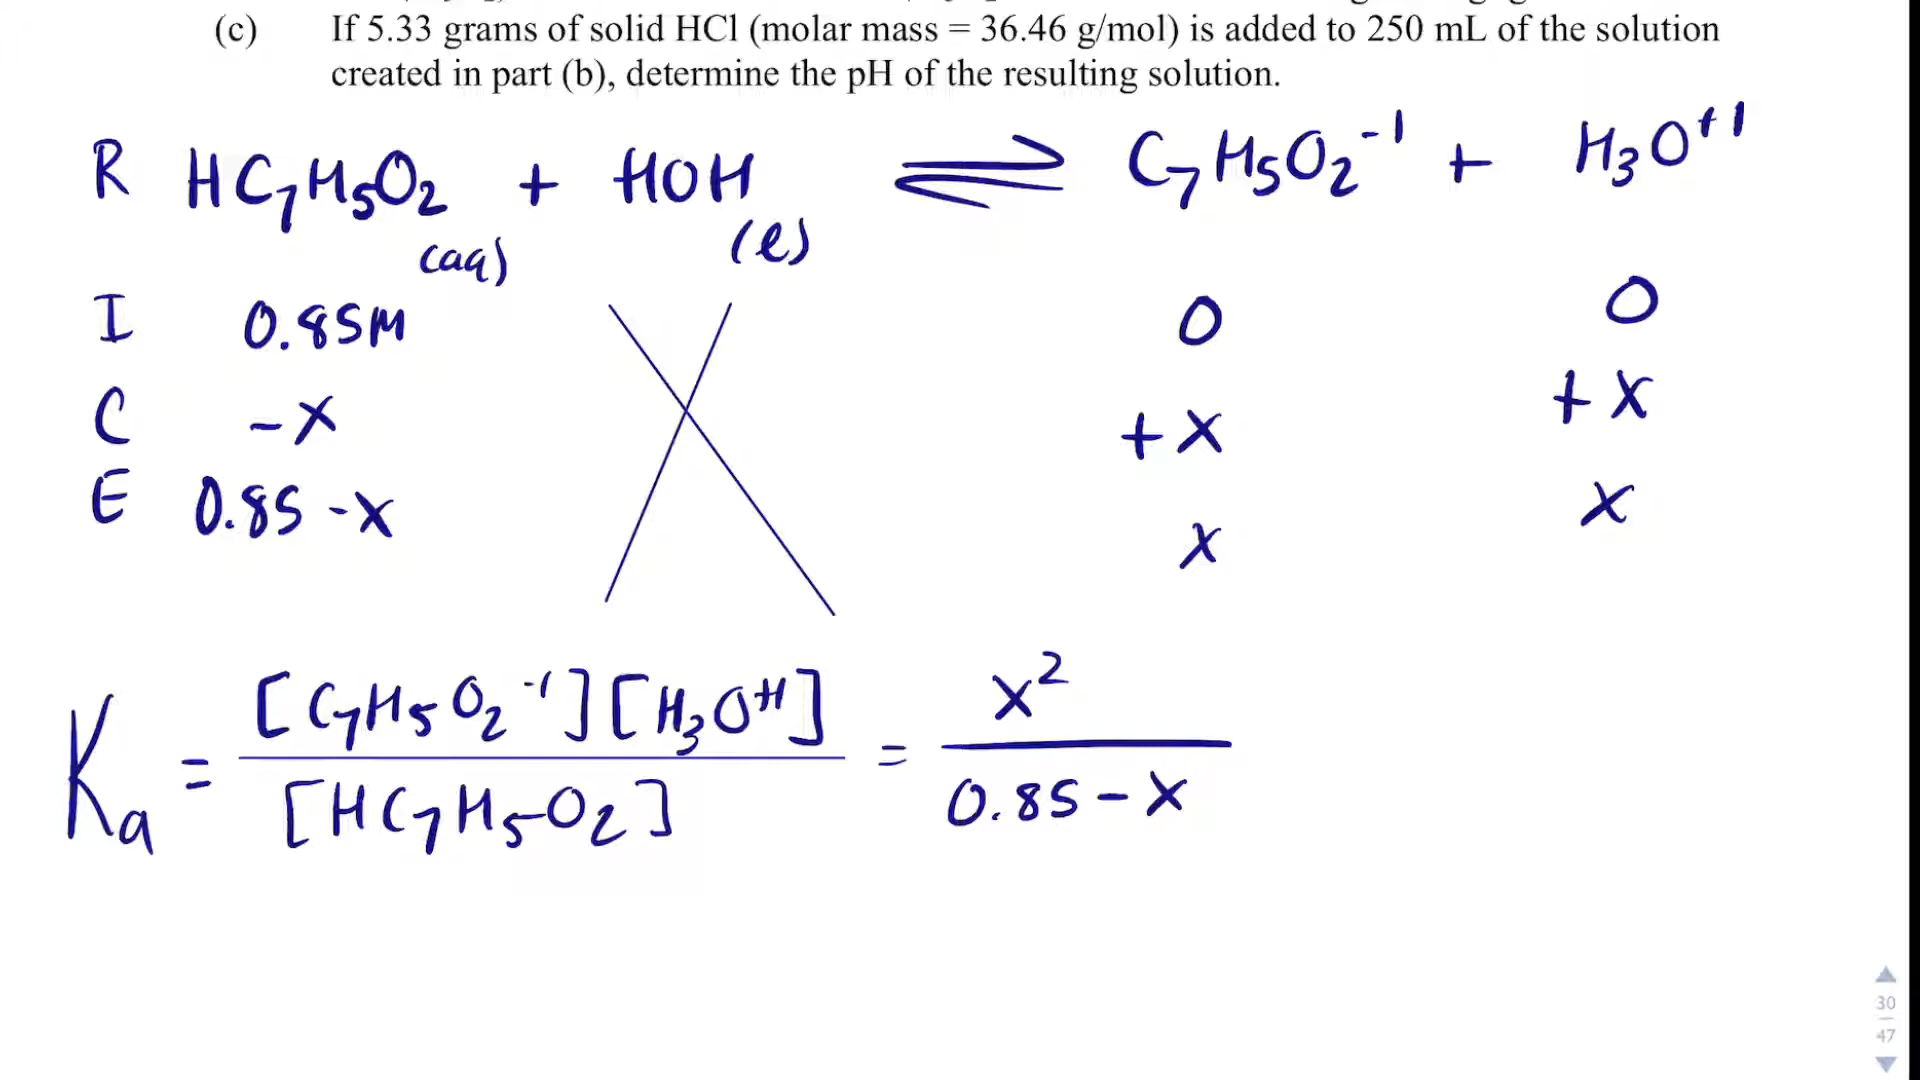 (c) If 5.33 grams of solid HCl (molar mass = 36.46 g/mol) is added to 250 mL of the solution
created in part (b), determine the pH of the resulting solution.
R HC₇H₅O₂ (aq) + HOH (l) ⇌ C₇H₅O₂⁻¹ + H₃O⁺¹
I 0.85M 0 0
C -x +x +x
E 0.85 -x x x
Ka = [C₇H₅O₂⁻¹][H₃O⁺¹] / [HC₇H₅O₂] = x² / 0.85 - x
30
47